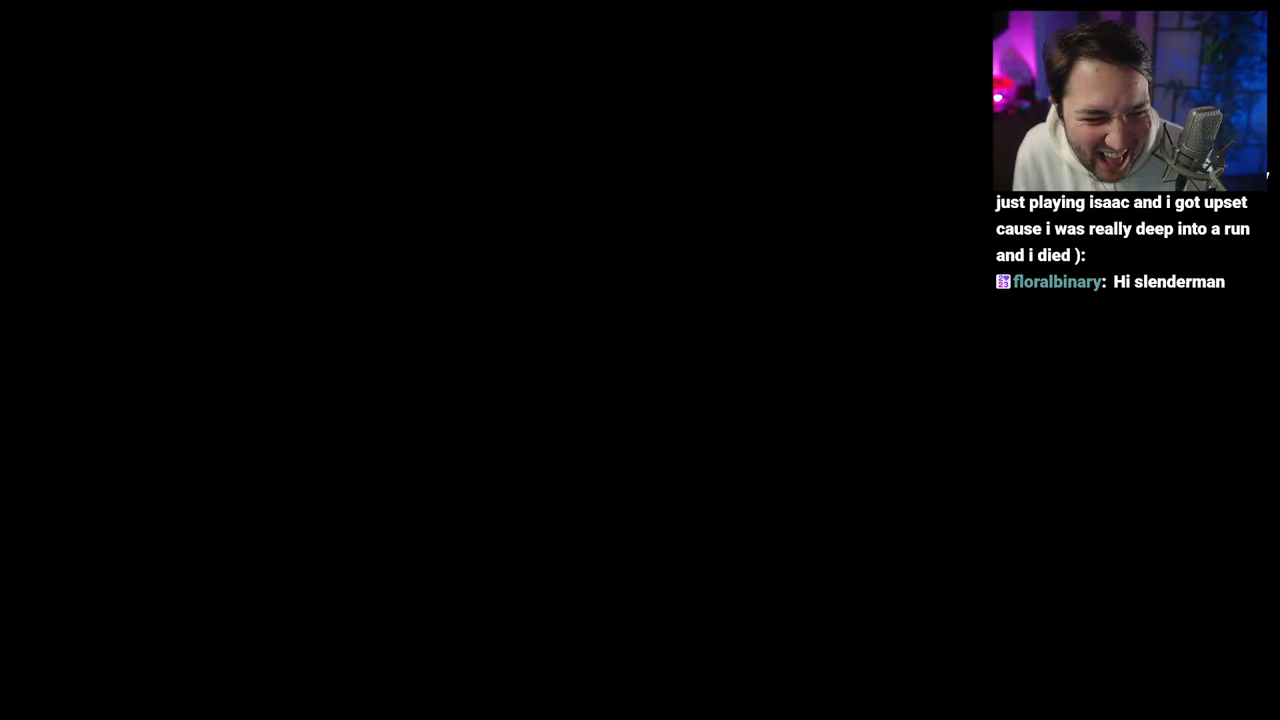 just playing isaac and i got upset
cause i was really deep into a run
and i died ):
floralbinary: Hi slenderman